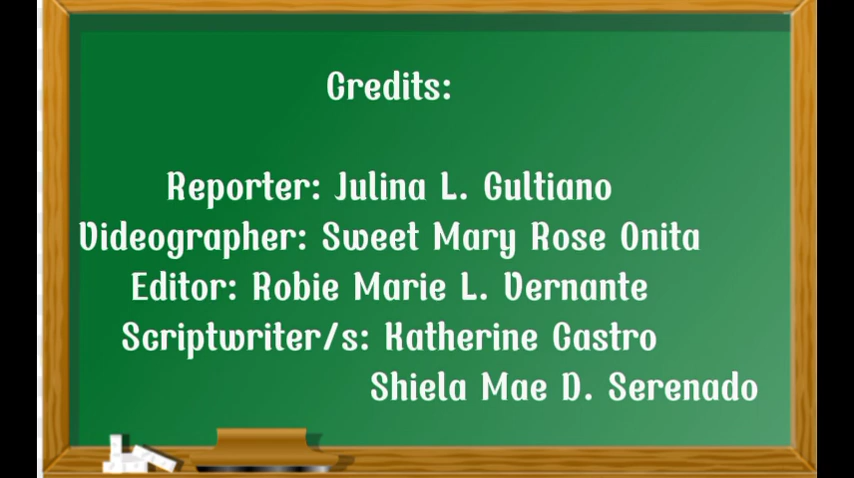 Credits:
Reporter: Julina L. Gultiano
Videographer: Sweet Mary Rose Onita
Editor: Robie Marie L. Vernante
Scriptwriter/s: Katherine Castro
Shiela Mae D. Serenado